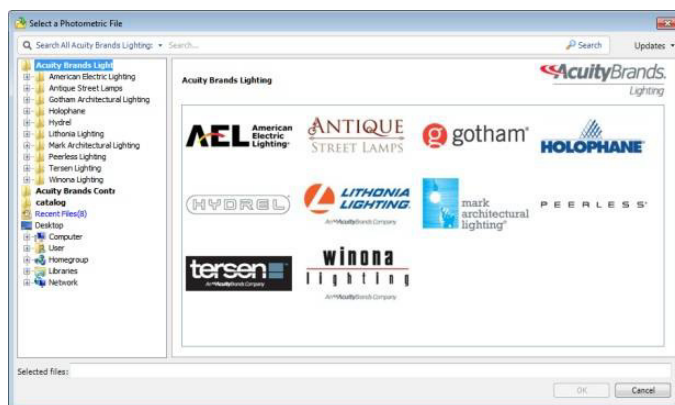 Select a Photometric File
Search All Acuity Brands Lighting: Search... Search Updates
Acuity Brands Light
American Electric Lighting
Antique Street Lamps
Gotham Architectural Lighting
Holophane
Hydrel
Lithonia Lighting
Mark Architectural Lighting
Peerless Lighting
Tersen Lighting
Winona Lighting
Acuity Brands Contr
catalog
Recent Files(8)
Desktop
Computer
User
Homegroup
Libraries
Network
Acuity Brands Lighting
AcuityBrands.
Lighting
AEL American
Electric
Lighting
ANTIQUE
STREET LAMPS
gotham
HOLOPHANE
HYDREL
LITHONIA
LIGHTING
An AcuityBrands Company
mark
architectural
lighting
PEERLESS
tersen
An AcuityBrands Company
winona
lighting
An AcuityBrands Company
Selected files:
OK Cancel